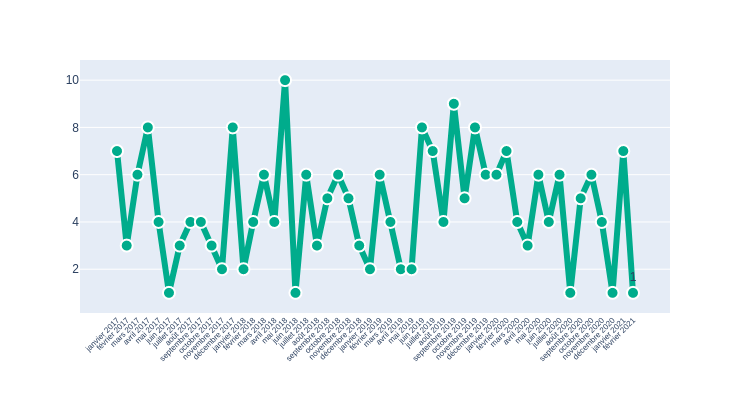 10
8
6
4
2
1
janvier 2017
février 2017
mars 2017
avril 2017
mai 2017
juin 2017
juillet 2017
août 2017
septembre 2017
octobre 2017
novembre 2017
décembre 2017
janvier 2018
février 2018
mars 2018
avril 2018
mai 2018
juin 2018
juillet 2018
août 2018
septembre 2018
octobre 2018
novembre 2018
décembre 2018
janvier 2019
février 2019
mars 2019
avril 2019
mai 2019
juin 2019
juillet 2019
août 2019
septembre 2019
octobre 2019
novembre 2019
décembre 2019
janvier 2020
février 2020
mars 2020
avril 2020
mai 2020
juin 2020
juillet 2020
août 2020
septembre 2020
octobre 2020
novembre 2020
décembre 2020
janvier 2021
février 2021